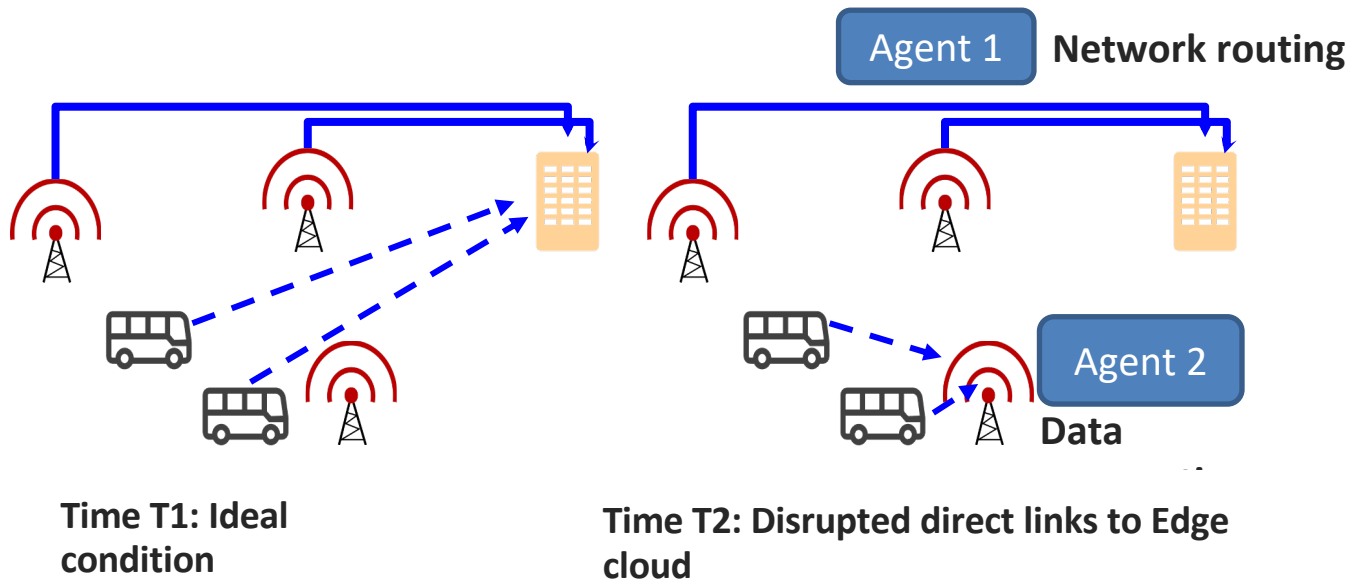 Agent 1 Network routing
Agent 2
Data
Time T1: Ideal
condition
Time T2: Disrupted direct links to Edge
cloud